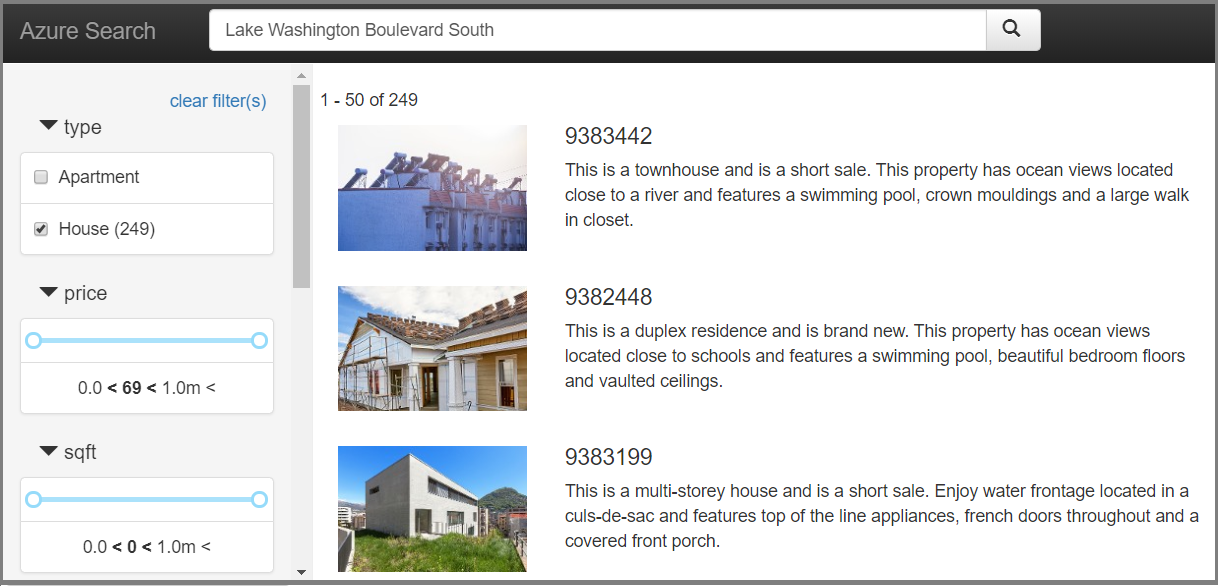 Azure Search
Lake Washington Boulevard South
clear filter(s)
type
Apartment
House (249)
price
0.0 < 69 < 1.0m <
sqft
0.0 < 0 < 1.0m <
1 - 50 of 249
9383442
This is a townhouse and is a short sale. This property has ocean views located
close to a river and features a swimming pool, crown mouldings and a large walk
in closet.
9382448
This is a duplex residence and is brand new. This property has ocean views
located close to schools and features a swimming pool, beautiful bedroom floors
and vaulted ceilings.
9383199
This is a multi-storey house and is a short sale. Enjoy water frontage located in a
culs-de-sac and features top of the line appliances, french doors throughout and a
covered front porch.